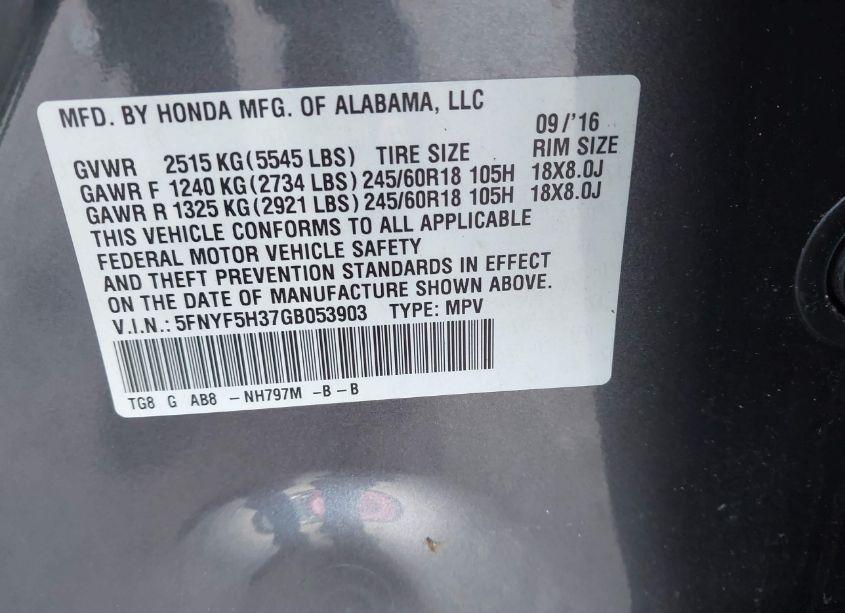 MFD. BY HONDA MFG. OF ALABAMA, LLC
09/'16
GVWR 2515 KG(5545 LBS) TIRE SIZE RIM SIZE
GAWR F 1240 KG(2734 LBS) 245/60R18 105H 18X8.0J
GAWR R 1325 KG(2921 LBS) 245/60R18 105H 18X8.0J
THIS VEHICLE CONFORMS TO ALL APPLICABLE
FEDERAL MOTOR VEHICLE SAFETY
AND THEFT PREVENTION STANDARDS IN EFFECT
ON THE DATE OF MANUFACTURE SHOWN ABOVE.
V.I.N.: 5FNYF5H37GB053903 TYPE: MPV
TG8 G AB8 -NH797M -B-B